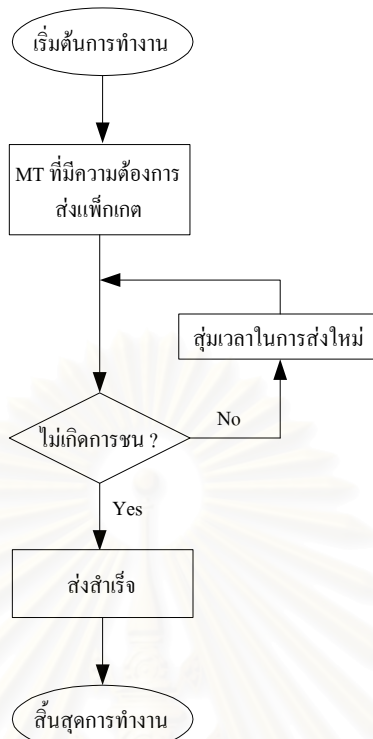 เริ่มต้นการทำงาน
MT ที่มีความต้องการ
ส่งแพ็กเกต
สุ่มเวลาในการส่งใหม่
ไม่เกิดการชน ?
No
Yes
ส่งสำเร็จ
สิ้นสุดการทำงาน